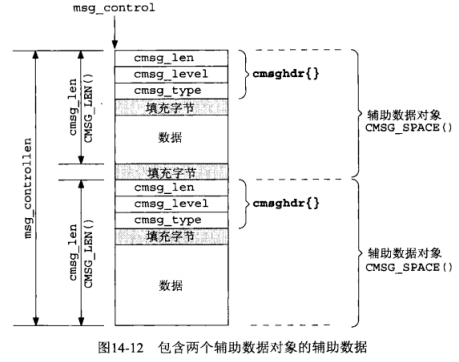 msg_control
cmsg_len
cmsg_level
cmsg_type
cmsghdr{}
填充字节
数据
cmsg_len
CMSG_LEN()
辅助数据对象
CMSG_SPACE()
填充字节
msg_controllen
cmsg_len
cmsg_level
cmsg_type
cmsghdr{}
填充字节
数据
cmsg_len
CMSG_LEN()
辅助数据对象
CMSG_SPACE()
图14-12 包含两个辅助数据对象的辅助数据